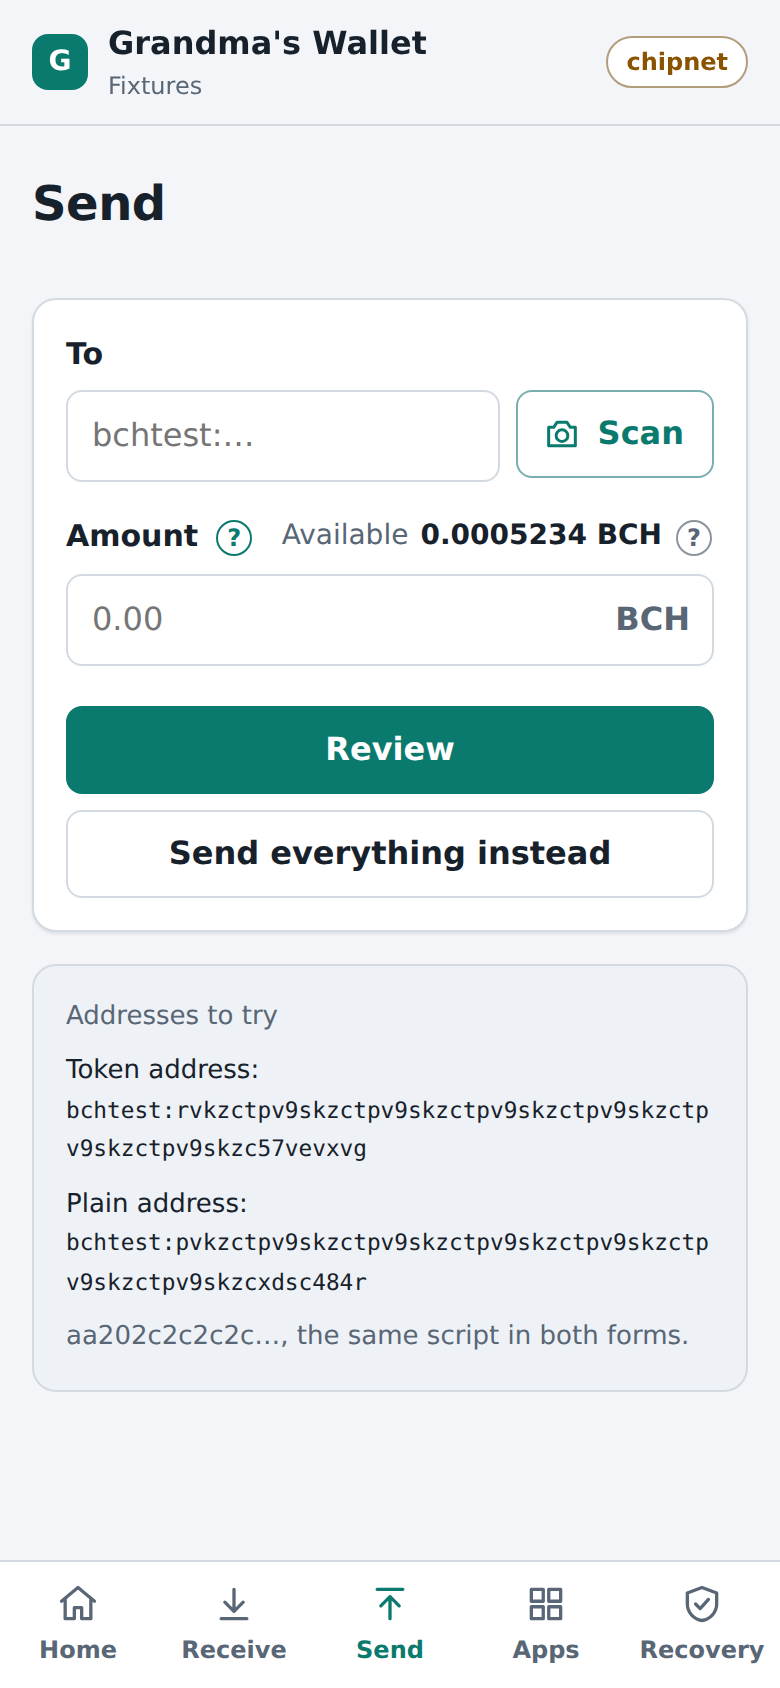 G
Grandma's Wallet
Fixtures
chipnet
Send
To
bchtest:...
Scan
Amount ? Available 0.0005234 BCH ?
0.00 BCH
Review
Send everything instead
Addresses to try
Token address:
bchtest:rvkzctpv9skzctpv9skzctpv9skzctpv9skzctp
v9skzctpv9skzc57vevxvg
Plain address:
bchtest:pvkzctpv9skzctpv9skzctpv9skzctpv9skzctp
v9skzctpv9skzcxdsc484r
aa202c2c2c2c..., the same script in both forms.
Home Receive Send Apps Recovery